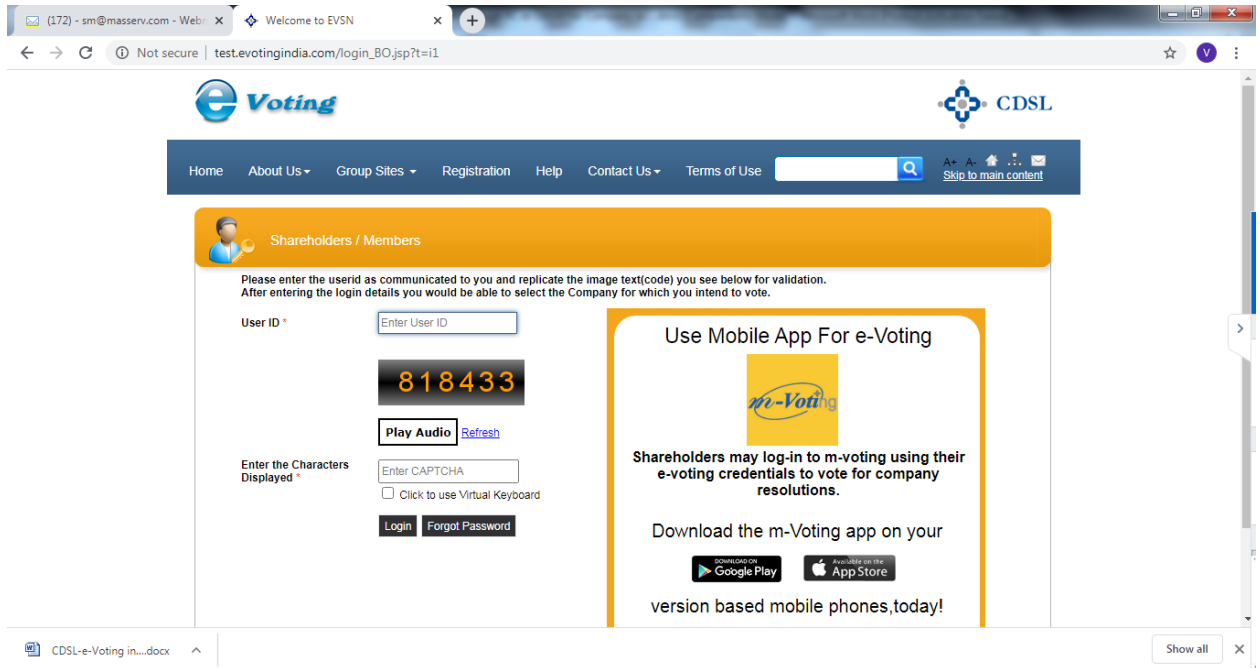 (172) - sm@masserv.com - Webm
Welcome to EVSN
Not secure | test.evotingindia.com/login_BO.jsp?t=i1
V
e Voting
CDSL
Home About Us Group Sites Registration Help Contact Us Terms of Use
A+ A-
Skip to main content
Shareholders / Members
Please enter the userid as communicated to you and replicate the image text(code) you see below for validation.
After entering the login details you would be able to select the Company for which you intend to vote.
User ID *
Enter User ID
818433
Play Audio Refresh
Enter the Characters
Displayed *
Enter CAPTCHA
Click to use Virtual Keyboard
Login Forgot Password
Use Mobile App For e-Voting
m-Voting
Shareholders may log-in to m-voting using their
e-voting credentials to vote for company
resolutions.
Download the m-Voting app on your
DOWNLOAD ON
Google Play
Available on the
App Store
version based mobile phones,today!
CDSL-e-Voting in....docx
Show all